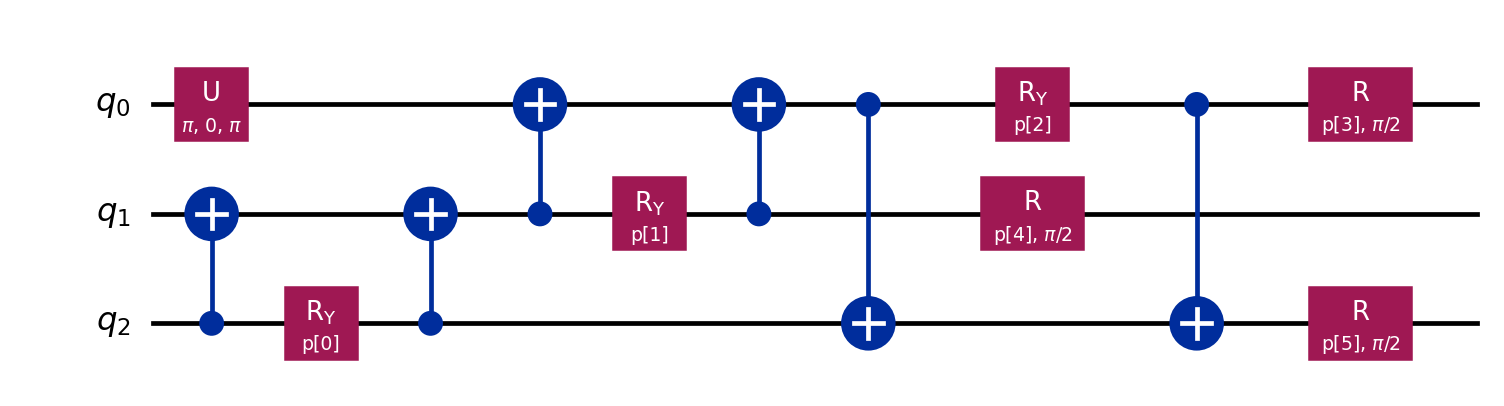 q0
U
π, 0, π
RY
p[2]
R
p[3], π/2
q1
RY
p[1]
R
p[4], π/2
q2
RY
p[0]
R
p[5], π/2